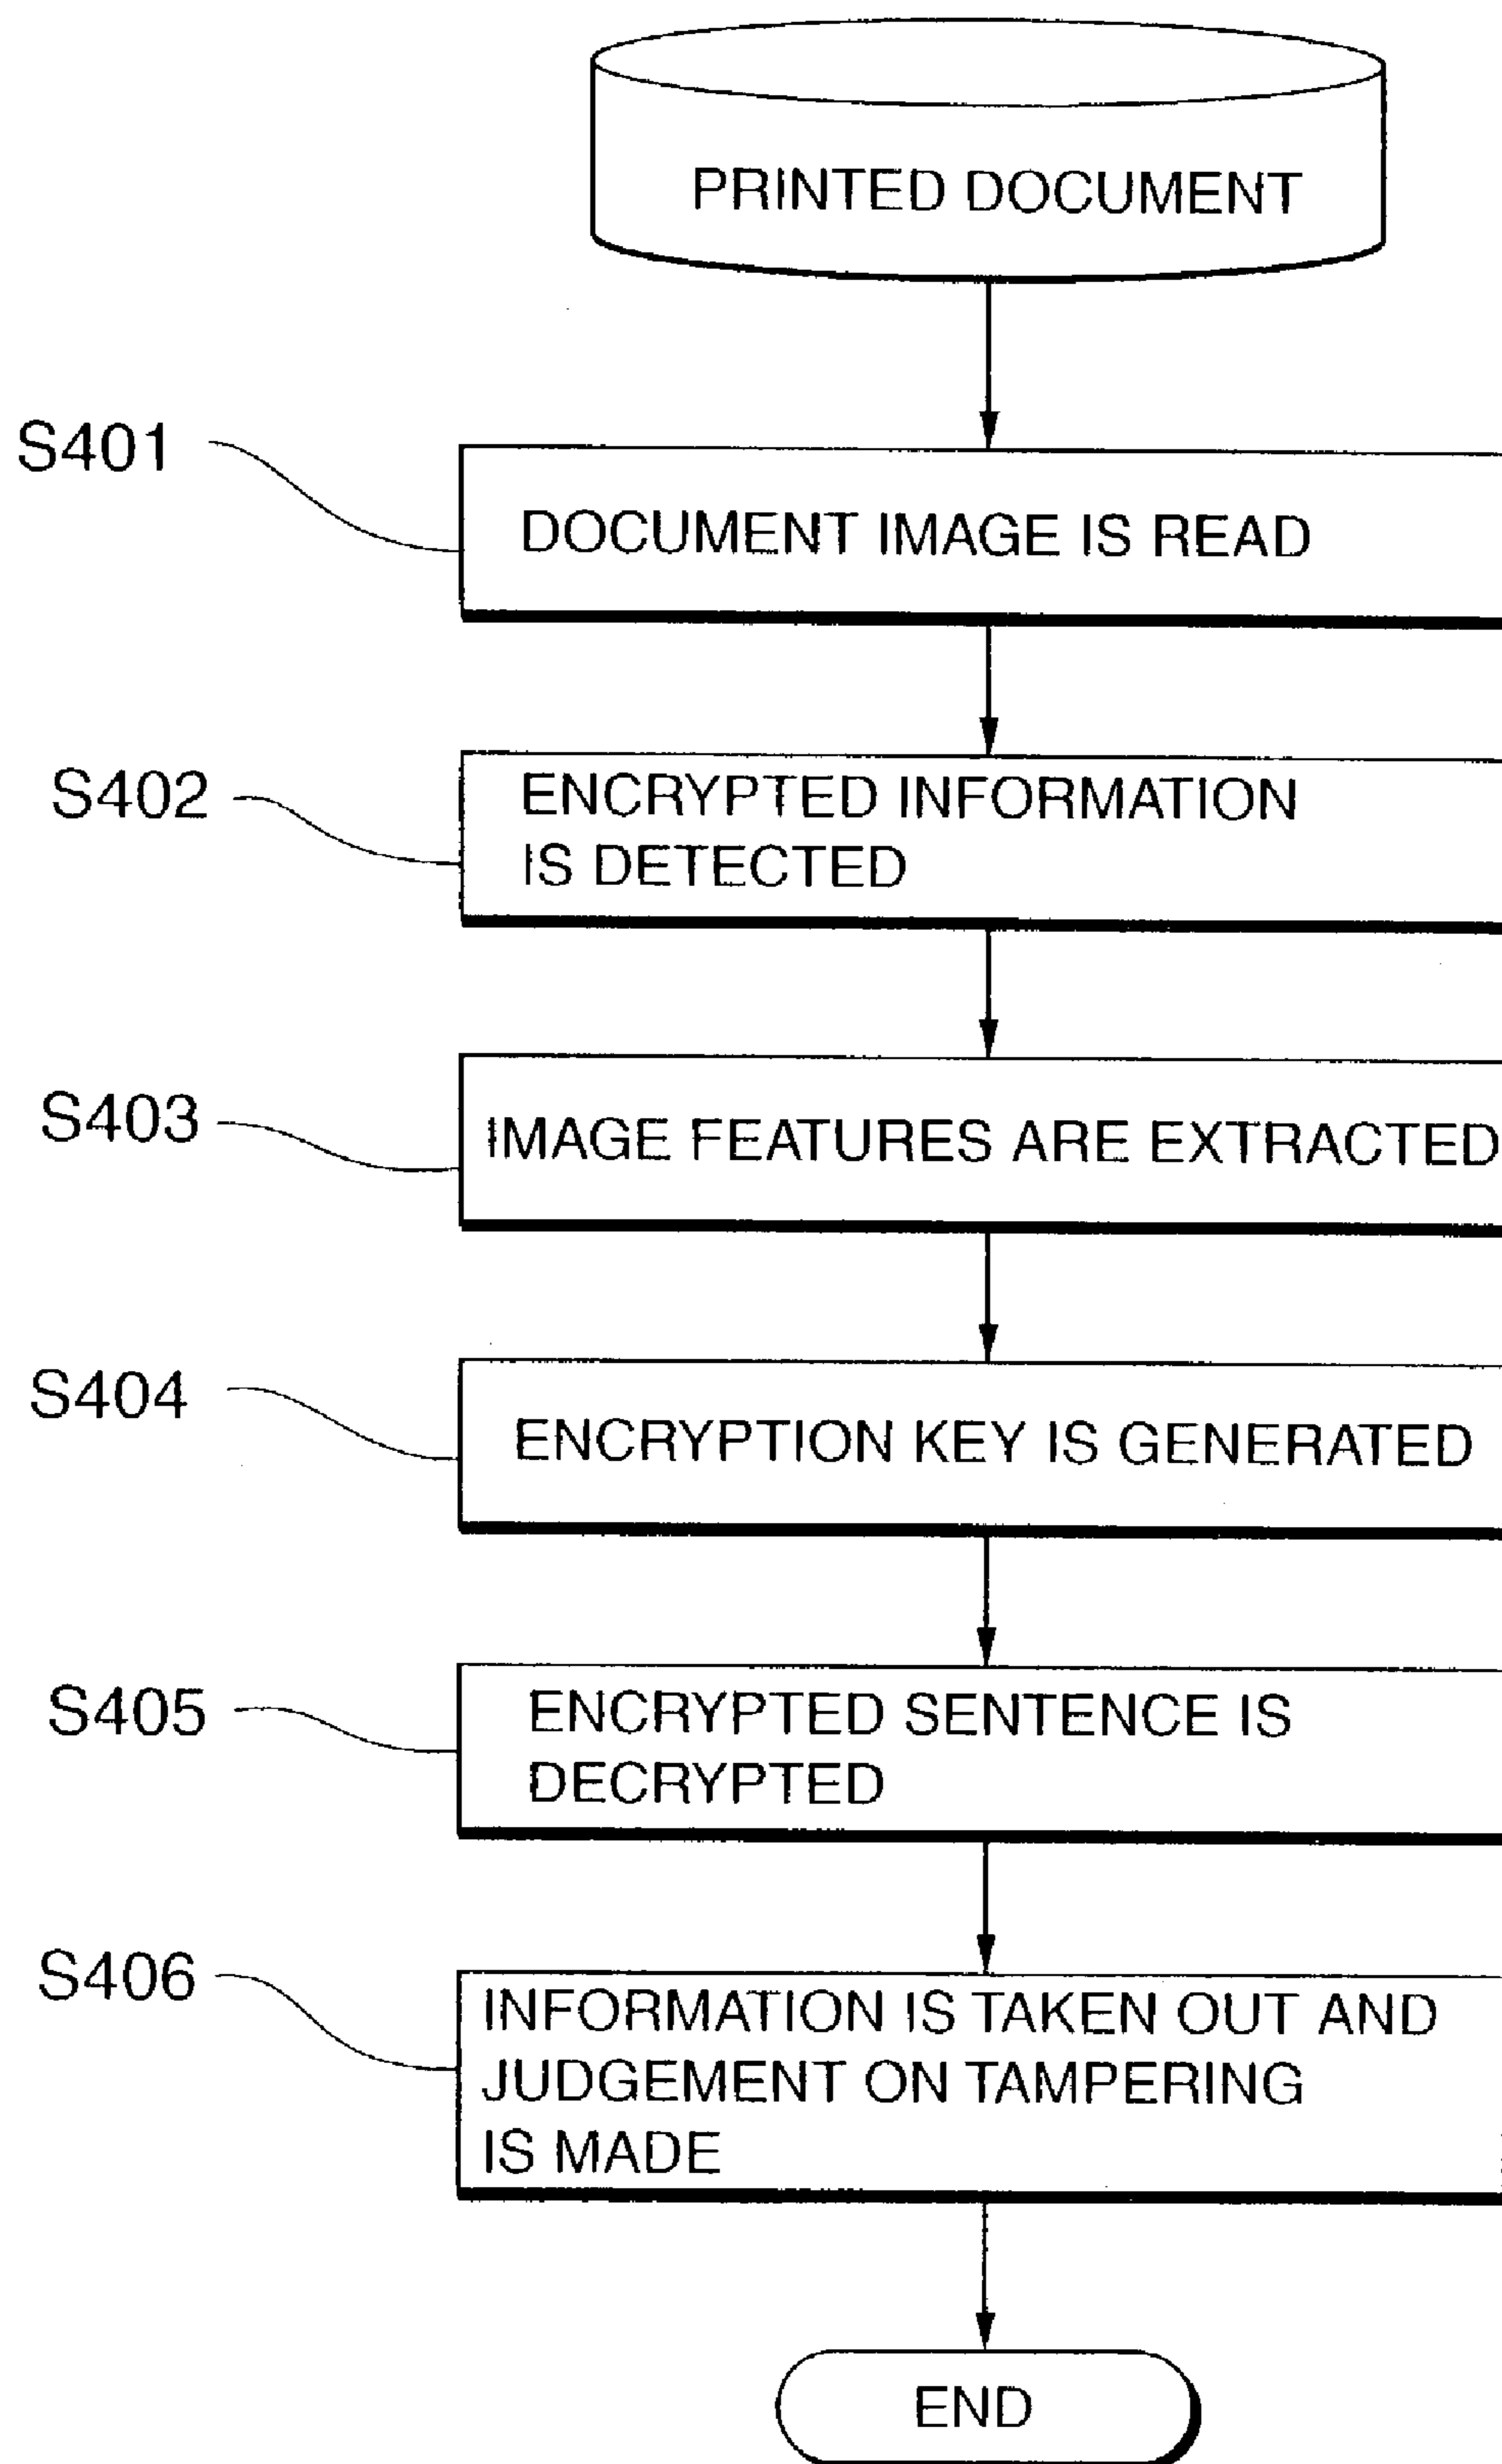 PRINTED DOCUMENT
S401
DOCUMENT IMAGE IS READ
S402
ENCRYPTED INFORMATION
IS DETECTED
S403
IMAGE FEATURES ARE EXTRACTED
S404
ENCRYPTION KEY IS GENERATED
S405
ENCRYPTED SENTENCE IS
DECRYPTED
S406
INFORMATION IS TAKEN OUT AND
JUDGEMENT ON TAMPERING
IS MADE
END